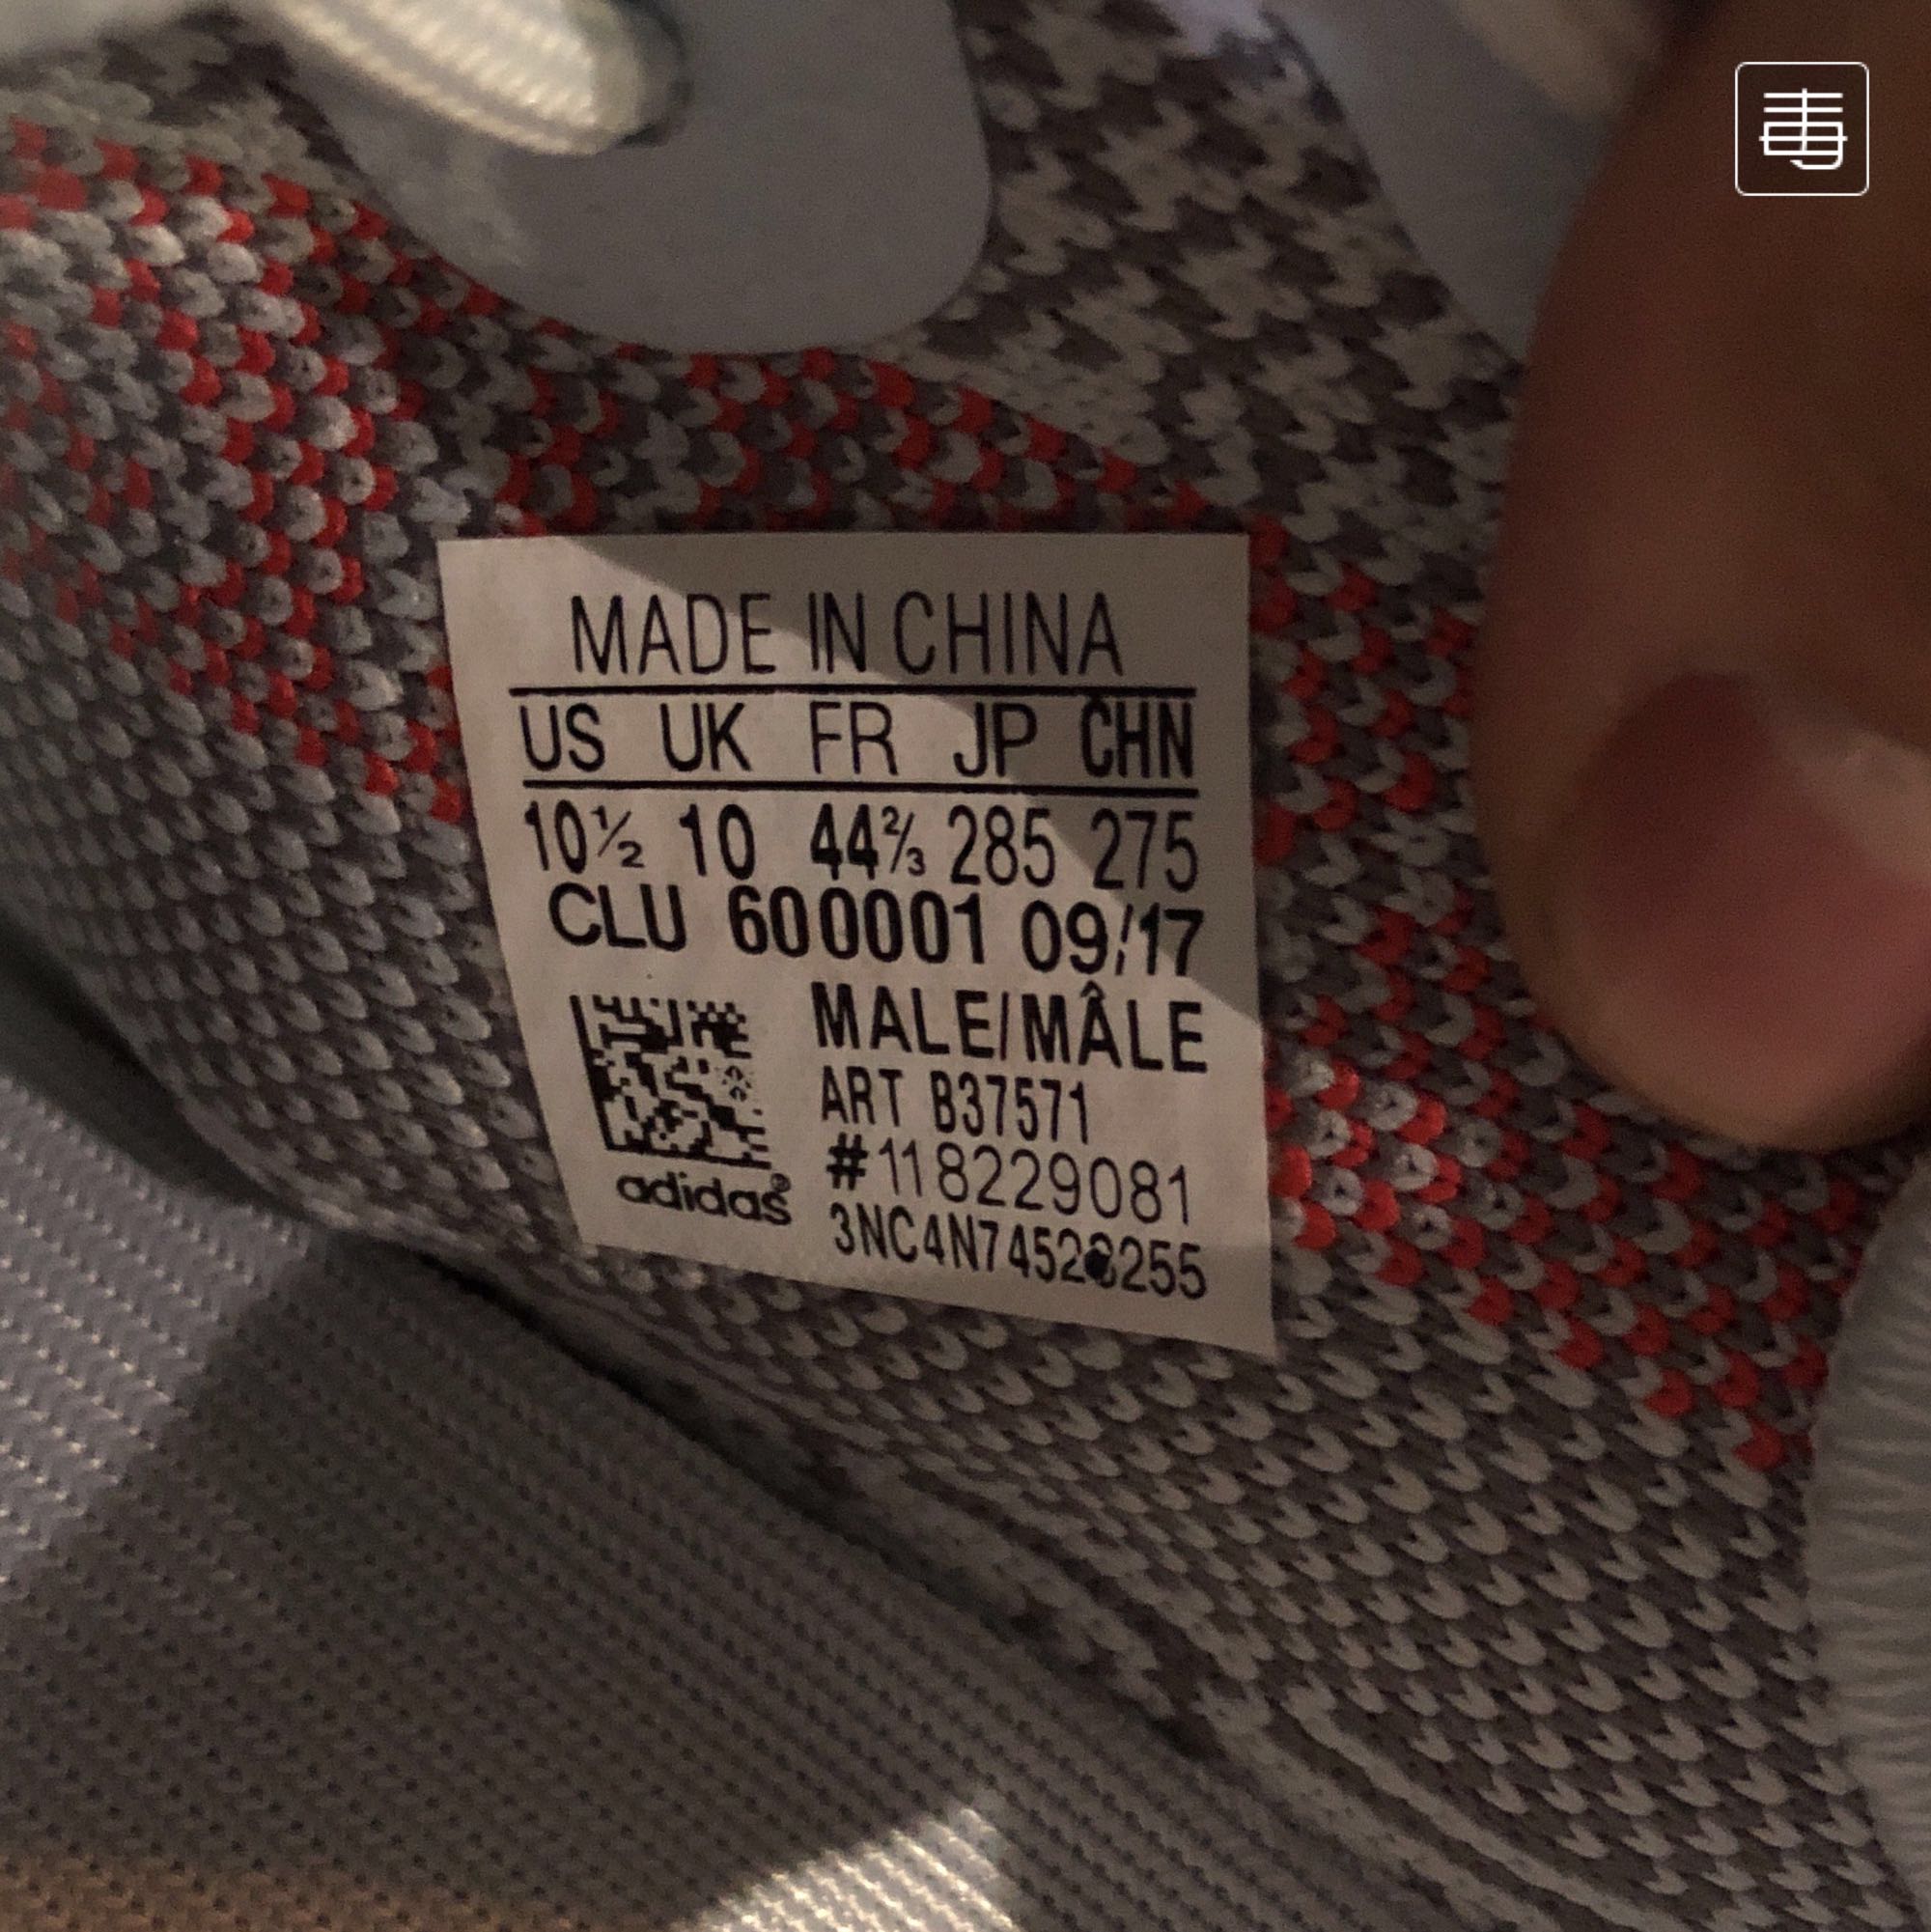 毒
MADE IN CHINA
US UK FR JP CHN
10½ 10 44⅔ 285 275
CLU 600001 09/17
MALE/MÂLE
ART B37571
#118229081
adidas®